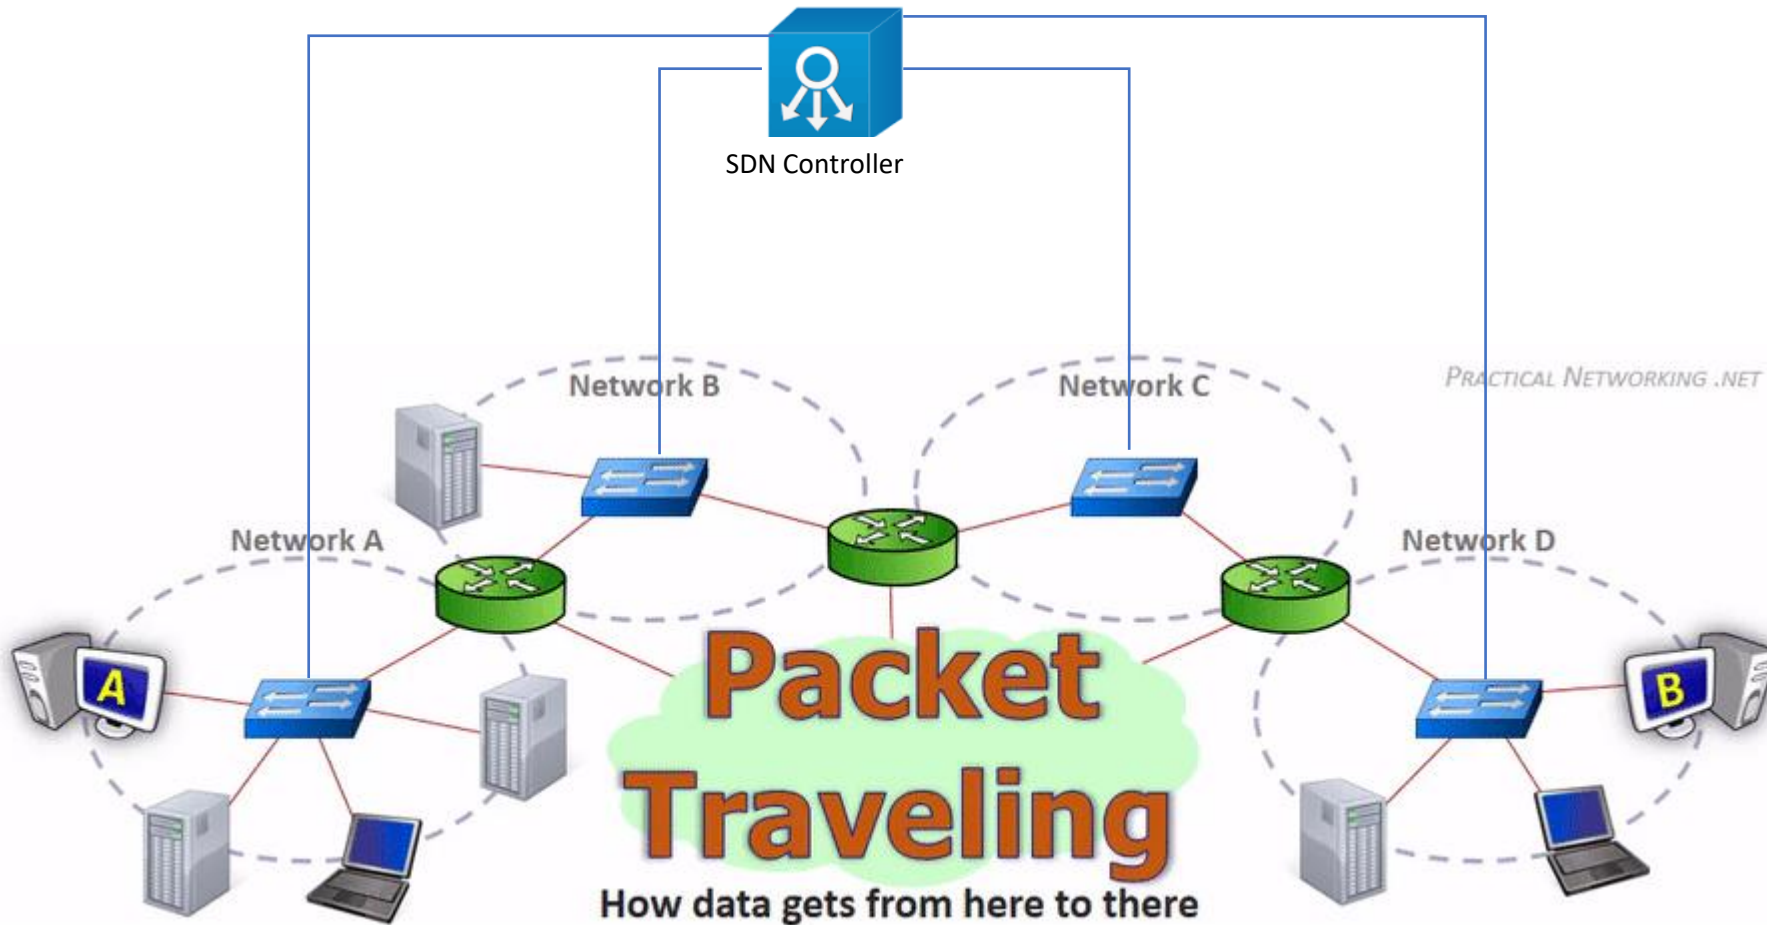 SDN Controller
Network B
Network C
PRACTICAL NETWORKING .NET
Network A
Network D
A
B
Packet
Traveling
How data gets from here to there